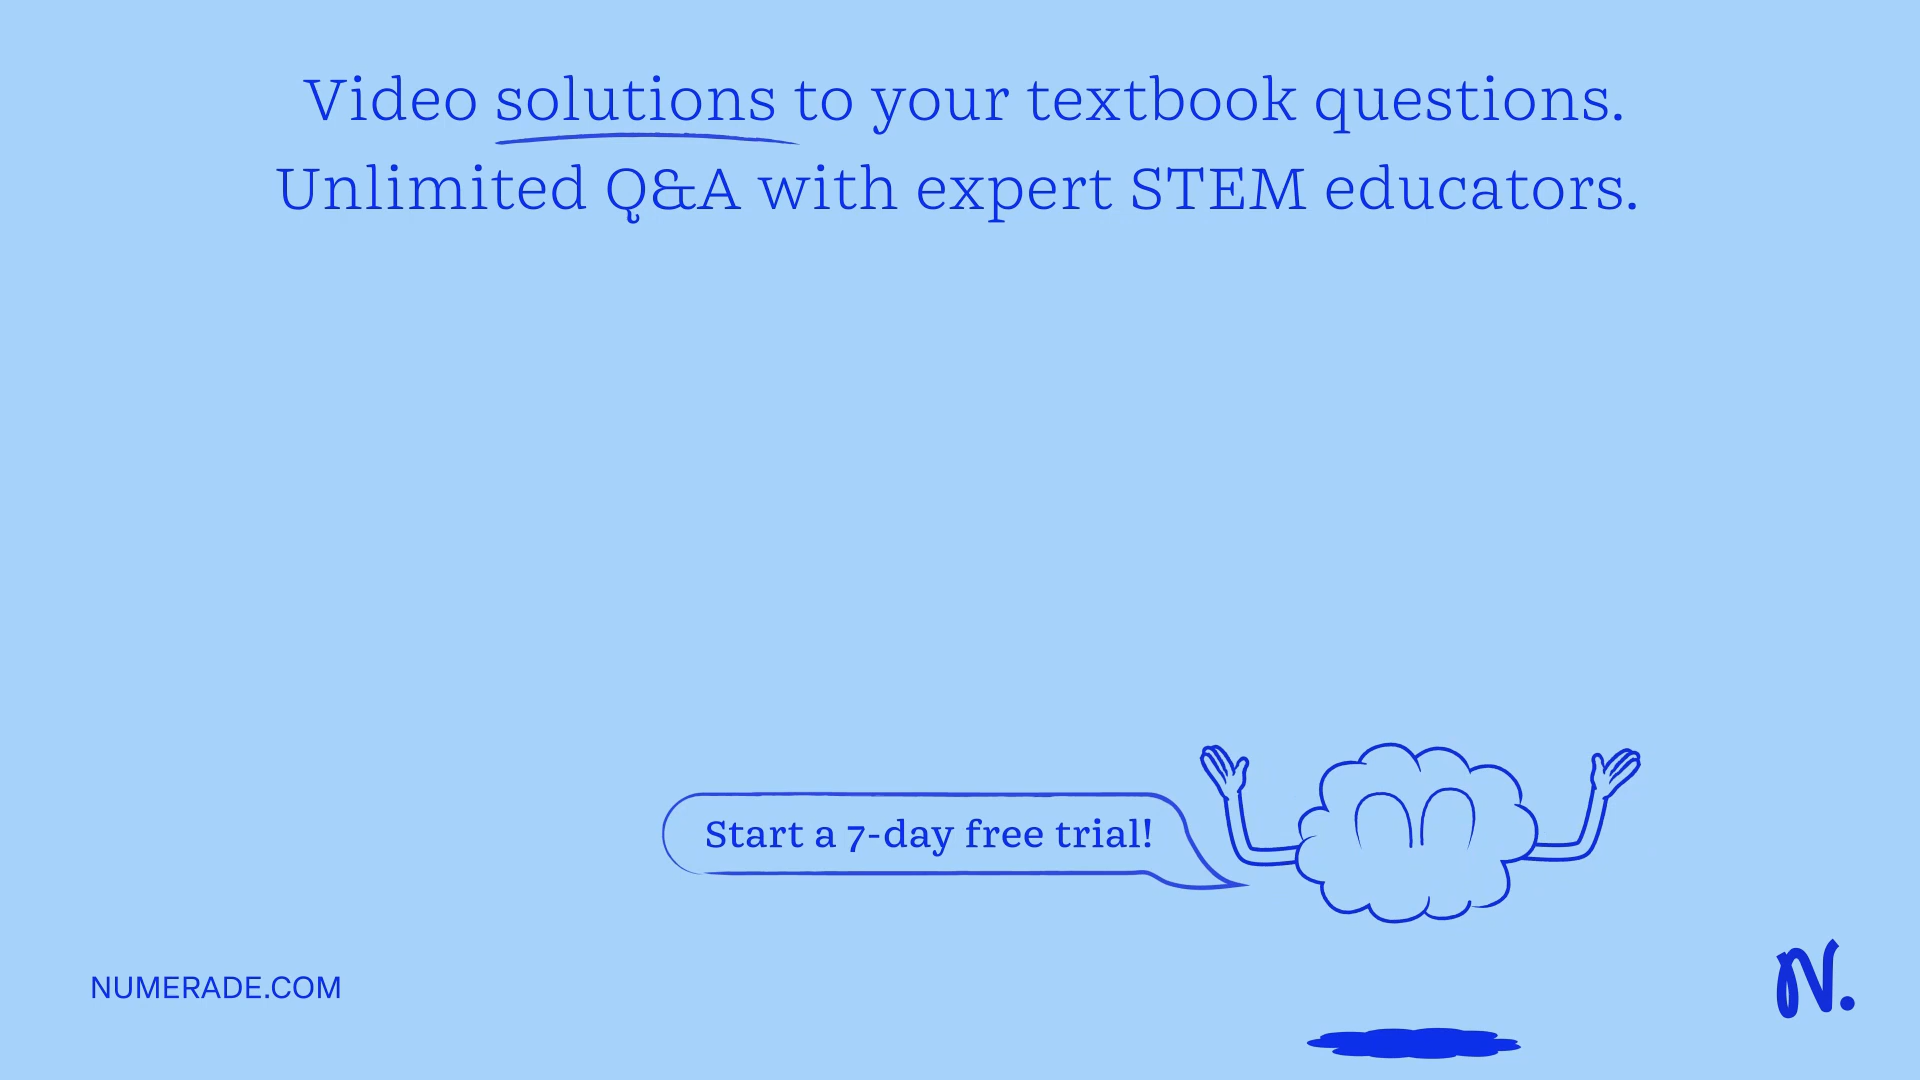 Video solutions to your textbook questions.
Unlimited Q&A with expert STEM educators.
Start a 7-day free trial!
NUMERADE.COM
N.